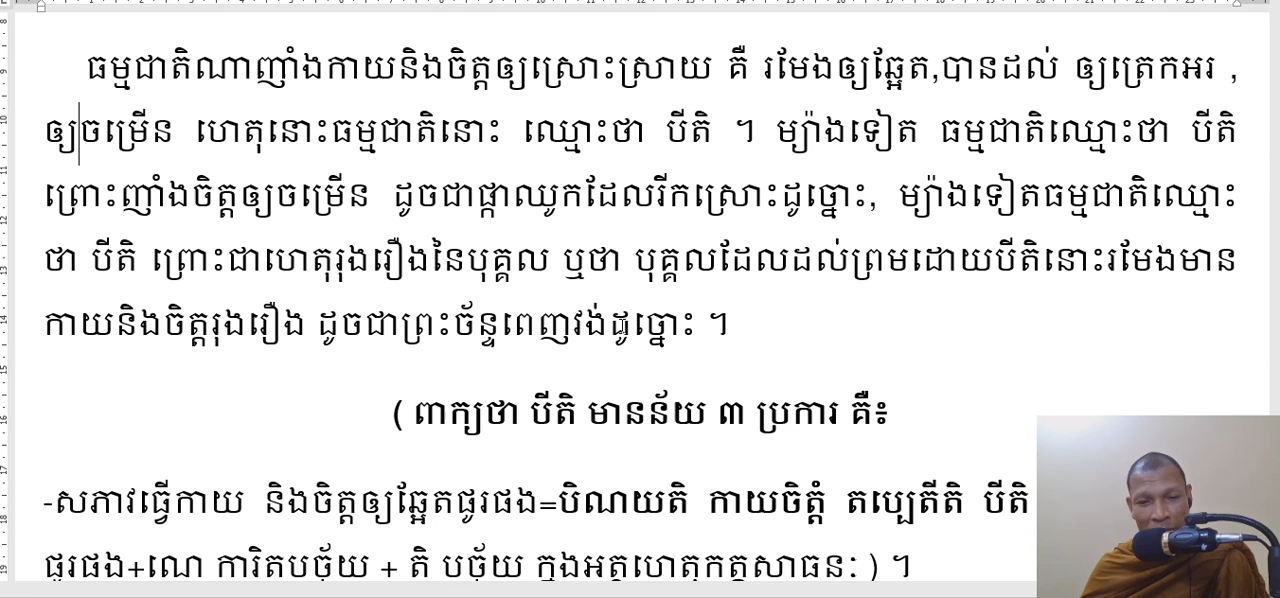 ធម្មជាតិណាញ៉ាំងកាយនិងចិត្តឲ្យស្រោះស្រាយ គឺ រមែងឲ្យឆ្អែត,បានដល់ ឲ្យត្រេកអរ ,
ឲ្យចម្រើន ហេតុនោះធម្មជាតិនោះ ឈ្មោះថា បីតិ ។ ម្យ៉ាងទៀត ធម្មជាតិឈ្មោះថា បីតិ
ព្រោះញ៉ាំងចិត្តឲ្យចម្រើន ដូចជាផ្កាឈូកដែលរីកស្រោះដូច្នោះ, ម្យ៉ាងទៀតធម្មជាតិឈ្មោះ
ថា បីតិ ព្រោះជាហេតុរុងរឿងនៃបុគ្គល ឬថា បុគ្គលដែលដល់ព្រមដោយបីតិនោះរមែងមាន
កាយនិងចិត្តរុងរឿង ដូចជាព្រះច័ន្ទពេញវង់ដូច្នោះ ។
( ពាក្យថា បីតិ មានន័យ ៣ ប្រការ គឺ៖
-សភាវធ្វើកាយ និងចិត្តឲ្យឆ្អែតផូរផង=បិណយតិ កាយចិត្តំ តប្បេតីតិ បីតិ
ផូរផង+ណេ ការិតបច្ច័យ + តិ បច្ច័យ ក្នុងអត្ថហេតុកត្តុសាធនៈ ) ។